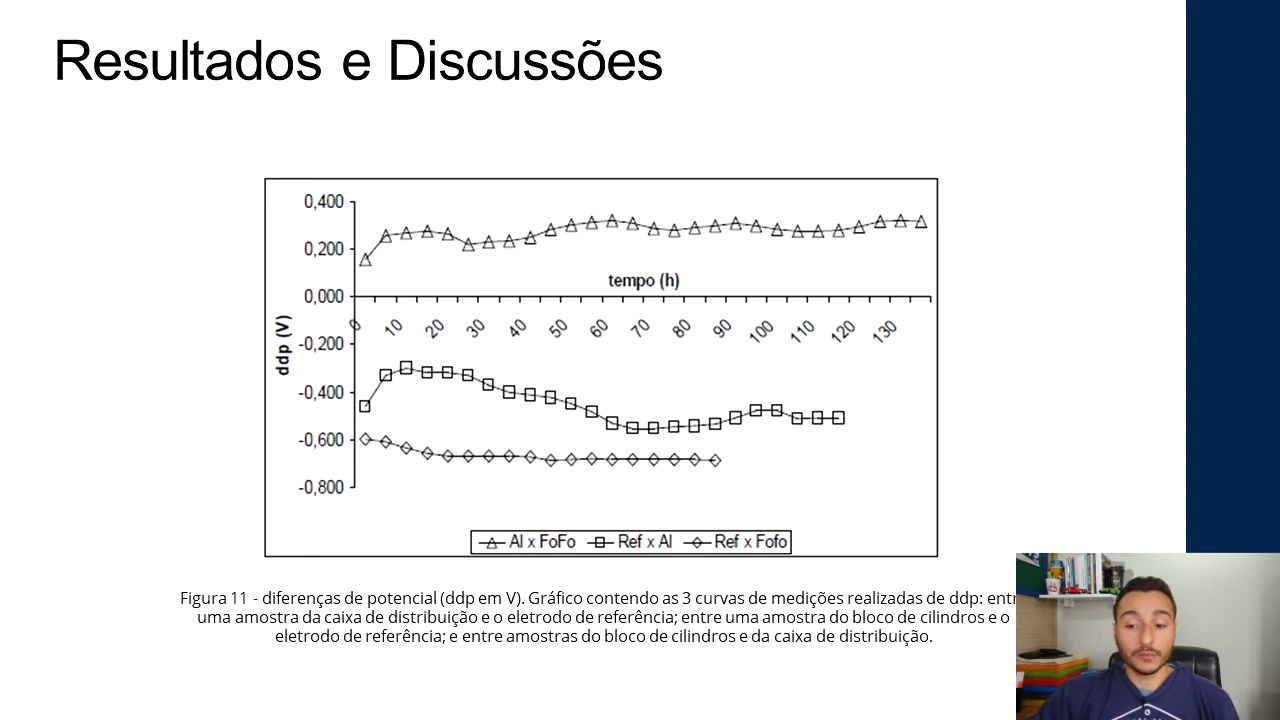 Resultados e Discussões
0,400
0,200
0,000
-0,200
-0,400
-0,600
-0,800
ddp (V)
tempo (h)
0 10 20 30 40 50 60 70 80 90 100 110 120 130
Al x FoFo Ref x Al Ref x Fofo
Figura 11 - diferenças de potencial (ddp em V). Gráfico contendo as 3 curvas de medições realizadas de ddp: entr
uma amostra da caixa de distribuição e o eletrodo de referência; entre uma amostra do bloco de cilindros e o
eletrodo de referência; e entre amostras do bloco de cilindros e da caixa de distribuição.